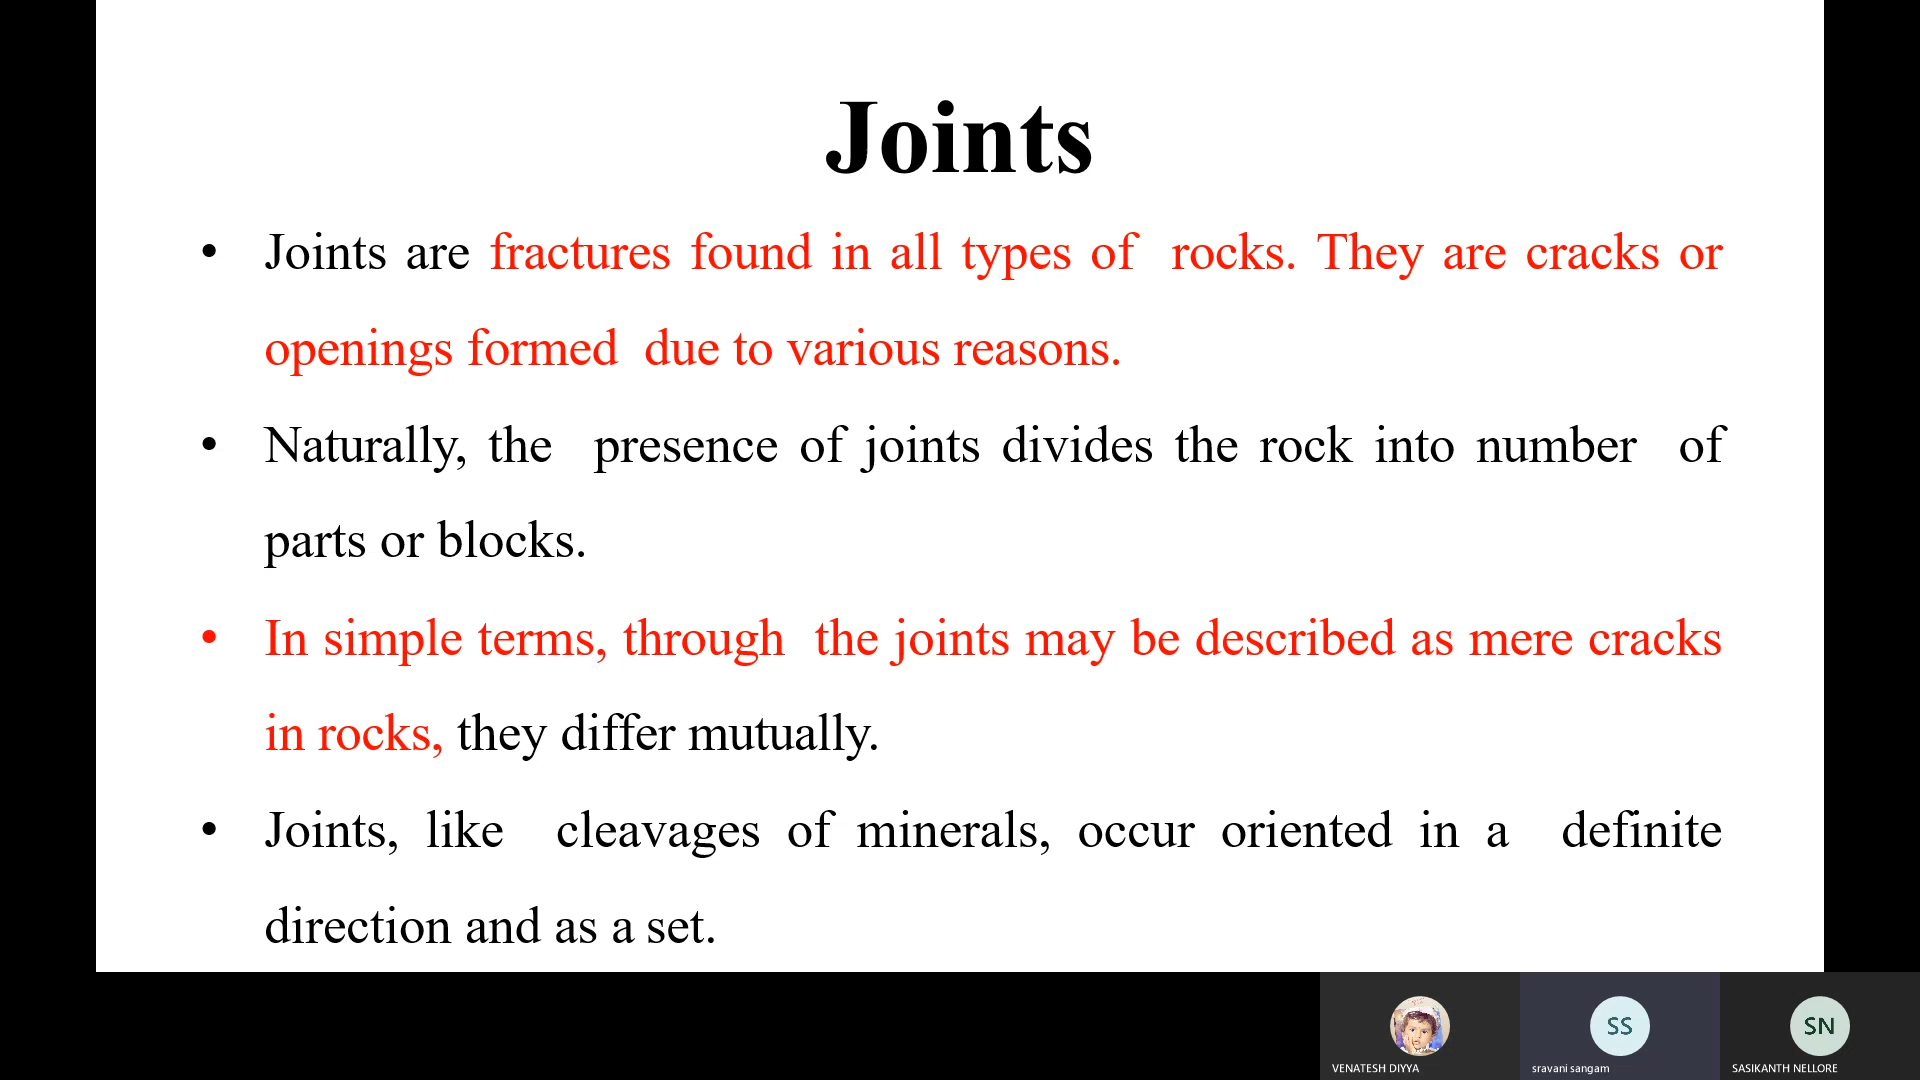 Joints
• Joints are fractures found in all types of rocks. They are cracks or
openings formed due to various reasons.
• Naturally, the presence of joints divides the rock into number of
parts or blocks.
• In simple terms, through the joints may be described as mere cracks
in rocks, they differ mutually.
• Joints, like cleavages of minerals, occur oriented in a definite
direction and as a set.
SS
SN
VENATESH DIYYA
sravani sangam
SASIKANTH NELLORE